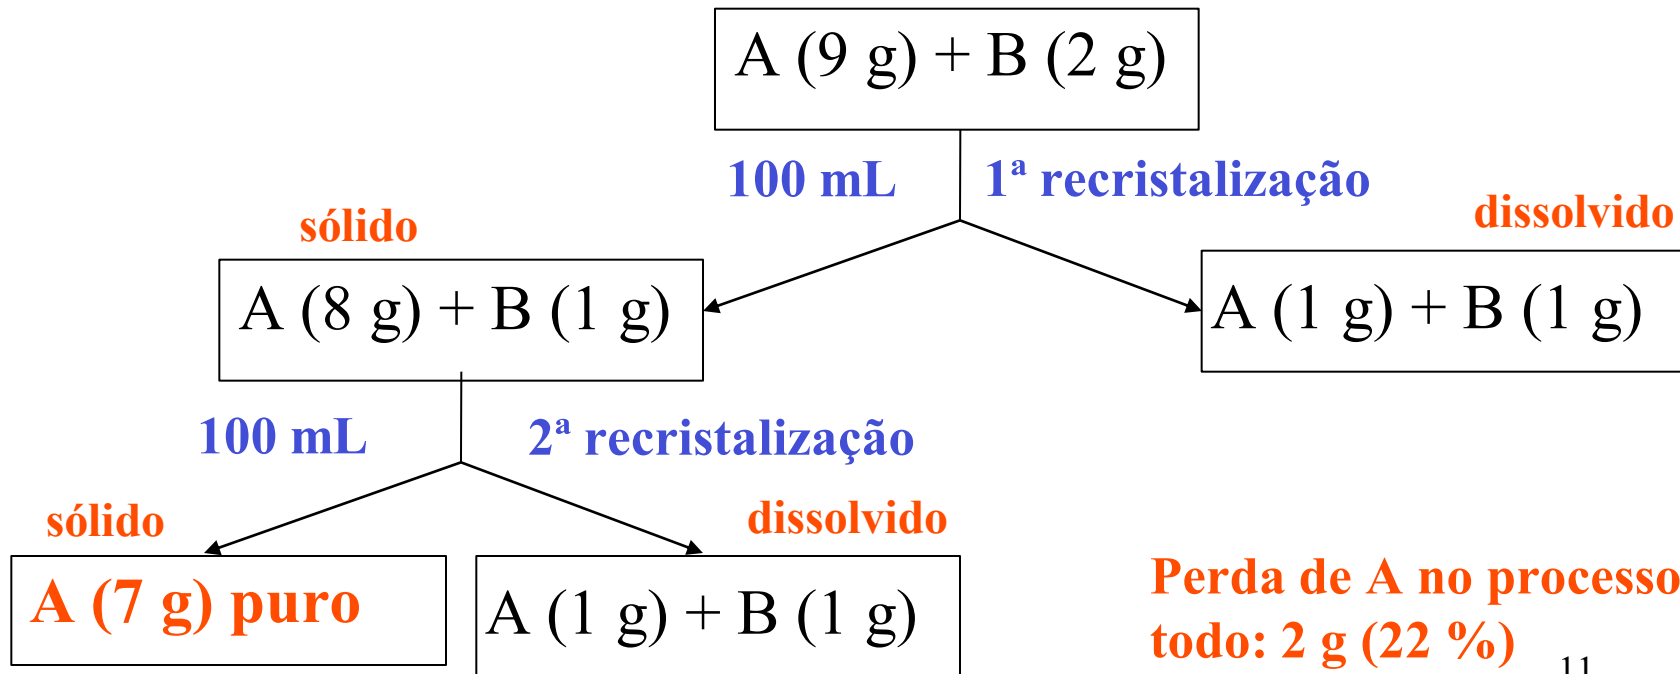 A (9 g) + B (2 g)
100 mL
1ª recristalização
sólido
dissolvido
A (8 g) + B (1 g)
A (1 g) + B (1 g)
100 mL
2ª recristalização
sólido
dissolvido
A (7 g) puro
A (1 g) + B (1 g)
Perda de A no processo
todo: 2 g (22 %)
11